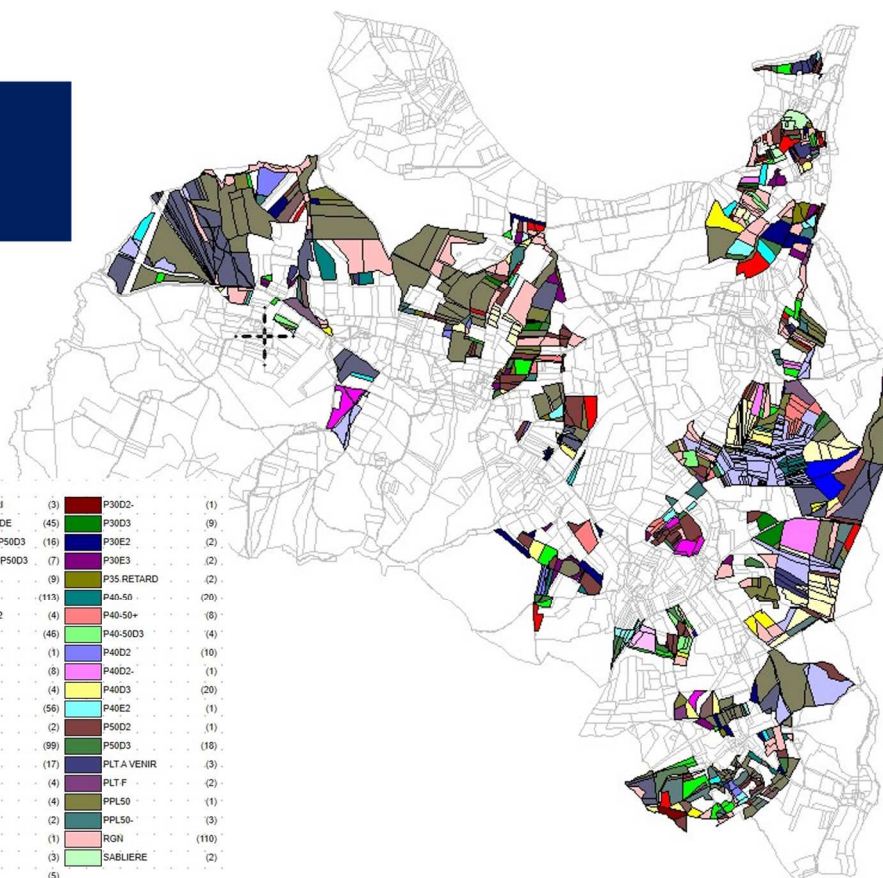 (3) P30D2- (1)
DE (45) P30D3 (9)
P50D3 (16) P30E2 (2)
P50D3 (7) P30E3 (2)
(9) P35 RETARD (2)
(113) P40-50 (20)
2 (4) P40-50+ (8)
(46) P40-50D3 (4)
(1) P40D2 (10)
(8) P40D2- (1)
(4) P40D3 (20)
(56) P40E2 (1)
(2) P50D2 (1)
(99) P50D3 (18)
(17) PLT A VENIR (3)
(4) PLT F (2)
(4) PPL50 (1)
(2) PPL50- (3)
(1) RGN (110)
(3) SABLIERE (2)
(5)